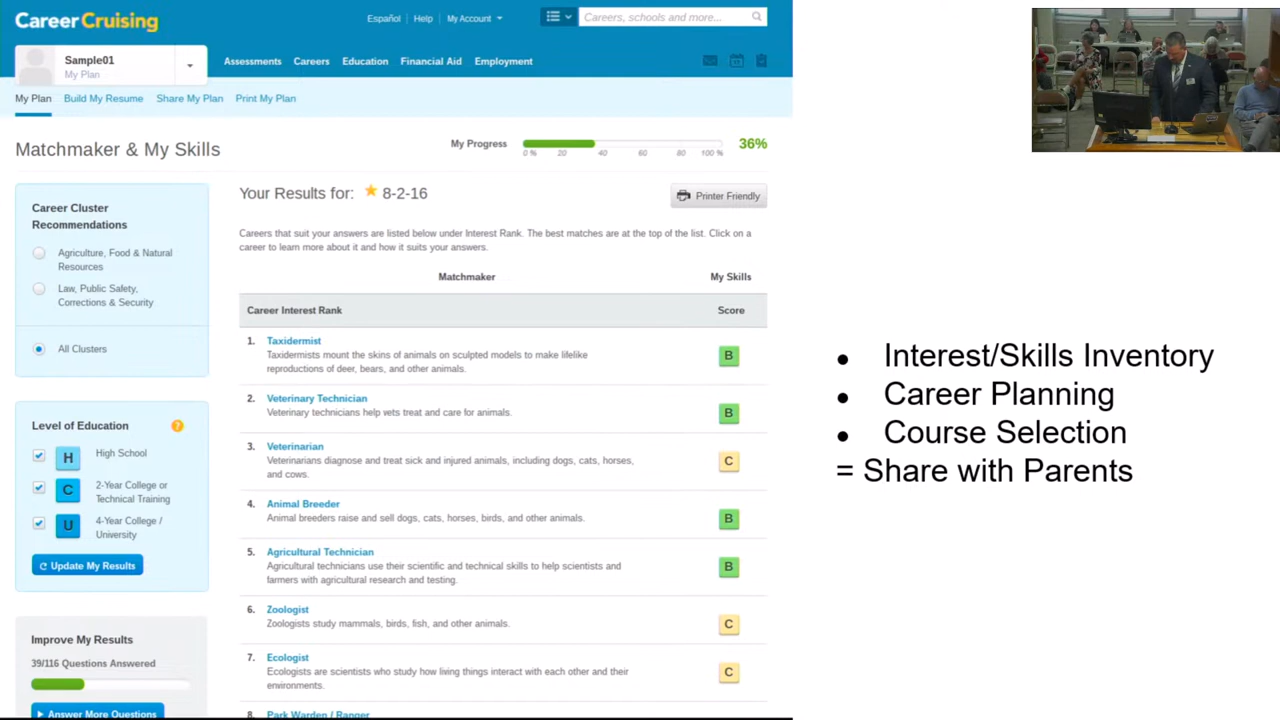 CareerCruising
Español | Help | My Account
Careers, schools and more...
Sample01
My Plan
Assessments Careers Education Financial Aid Employment
My Plan Build My Resume Share My Plan Print My Plan
Matchmaker & My Skills
My Progress
36%
0 % 20 40 60 80 100 %
Career Cluster
Recommendations
Agriculture, Food & Natural
Resources
Law, Public Safety,
Corrections & Security
All Clusters
Level of Education ?
H High School
C 2-Year College or
Technical Training
U 4-Year College /
University
Update My Results
Improve My Results
39/116 Questions Answered
Answer More Questions
Your Results for: 8-2-16
Printer Friendly
Careers that suit your answers are listed below under Interest Rank. The best matches are at the top of the list. Click on a
career to learn more about it and how it suits your answers.
Matchmaker My Skills
Career Interest Rank Score
1. Taxidermist
Taxidermists mount the skins of animals on sculpted models to make lifelike
reproductions of deer, bears, and other animals.
B
2. Veterinary Technician
Veterinary technicians help vets treat and care for animals.
B
3. Veterinarian
Veterinarians diagnose and treat sick and injured animals, including dogs, cats, horses,
and cows.
C
4. Animal Breeder
Animal breeders raise and sell dogs, cats, horses, birds, and other animals.
B
5. Agricultural Technician
Agricultural technicians use their scientific and technical skills to help scientists and
farmers with agricultural research and testing.
B
6. Zoologist
Zoologists study mammals, birds, fish, and other animals.
C
7. Ecologist
Ecologists are scientists who study how living things interact with each other and their
environments.
C
8. Park Warden / Ranger
● Interest/Skills Inventory
● Career Planning
● Course Selection
= Share with Parents